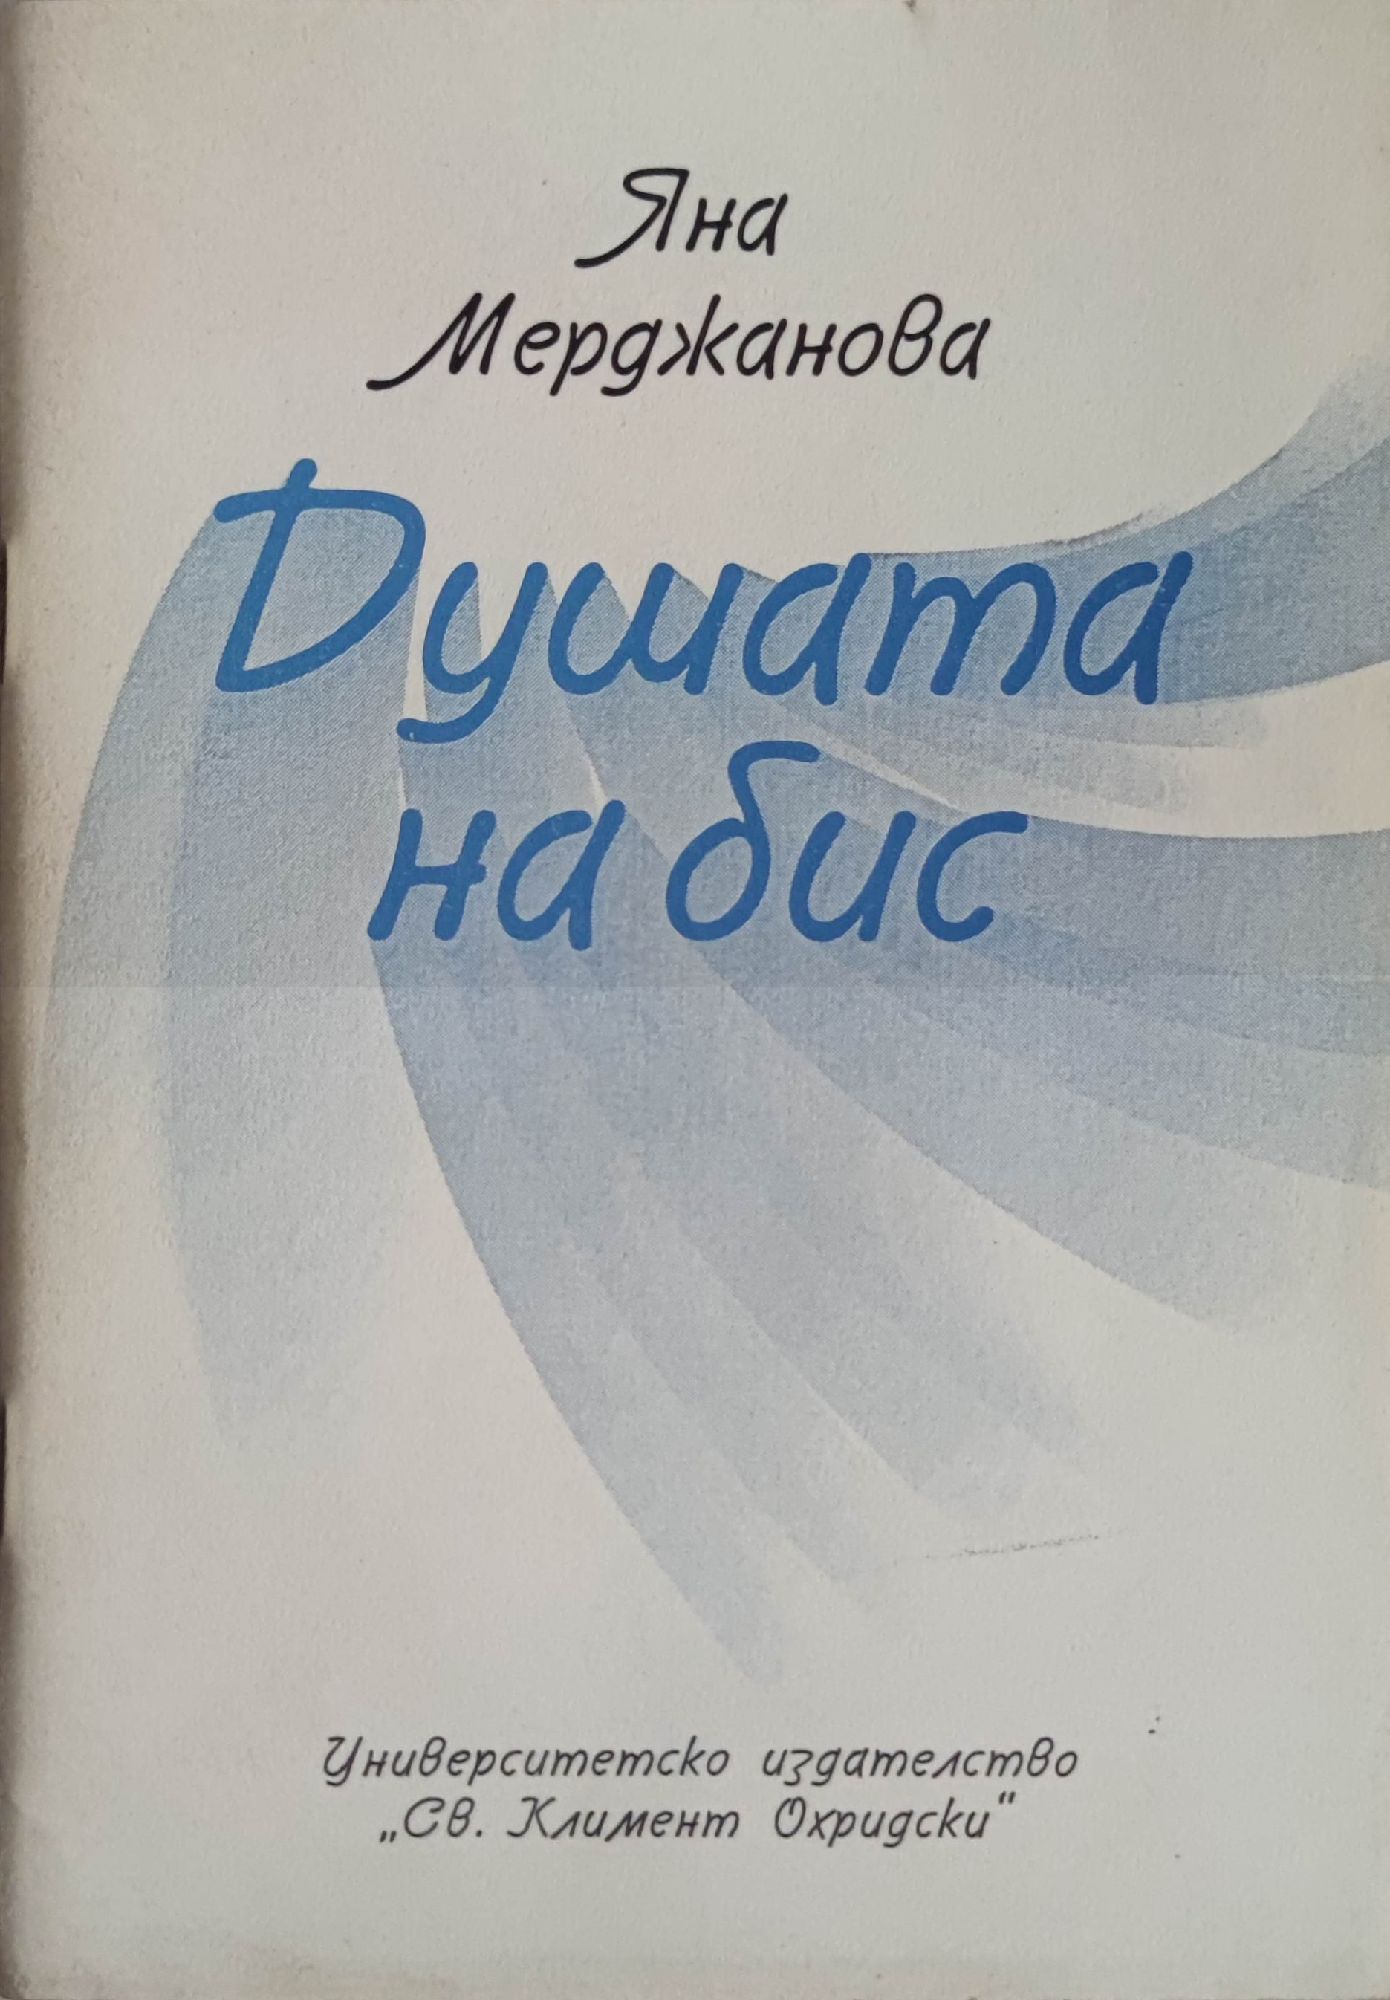 Яна
Мерджанова
Душата
на бис
Университетско издателство
„Св. Климент Охридски“